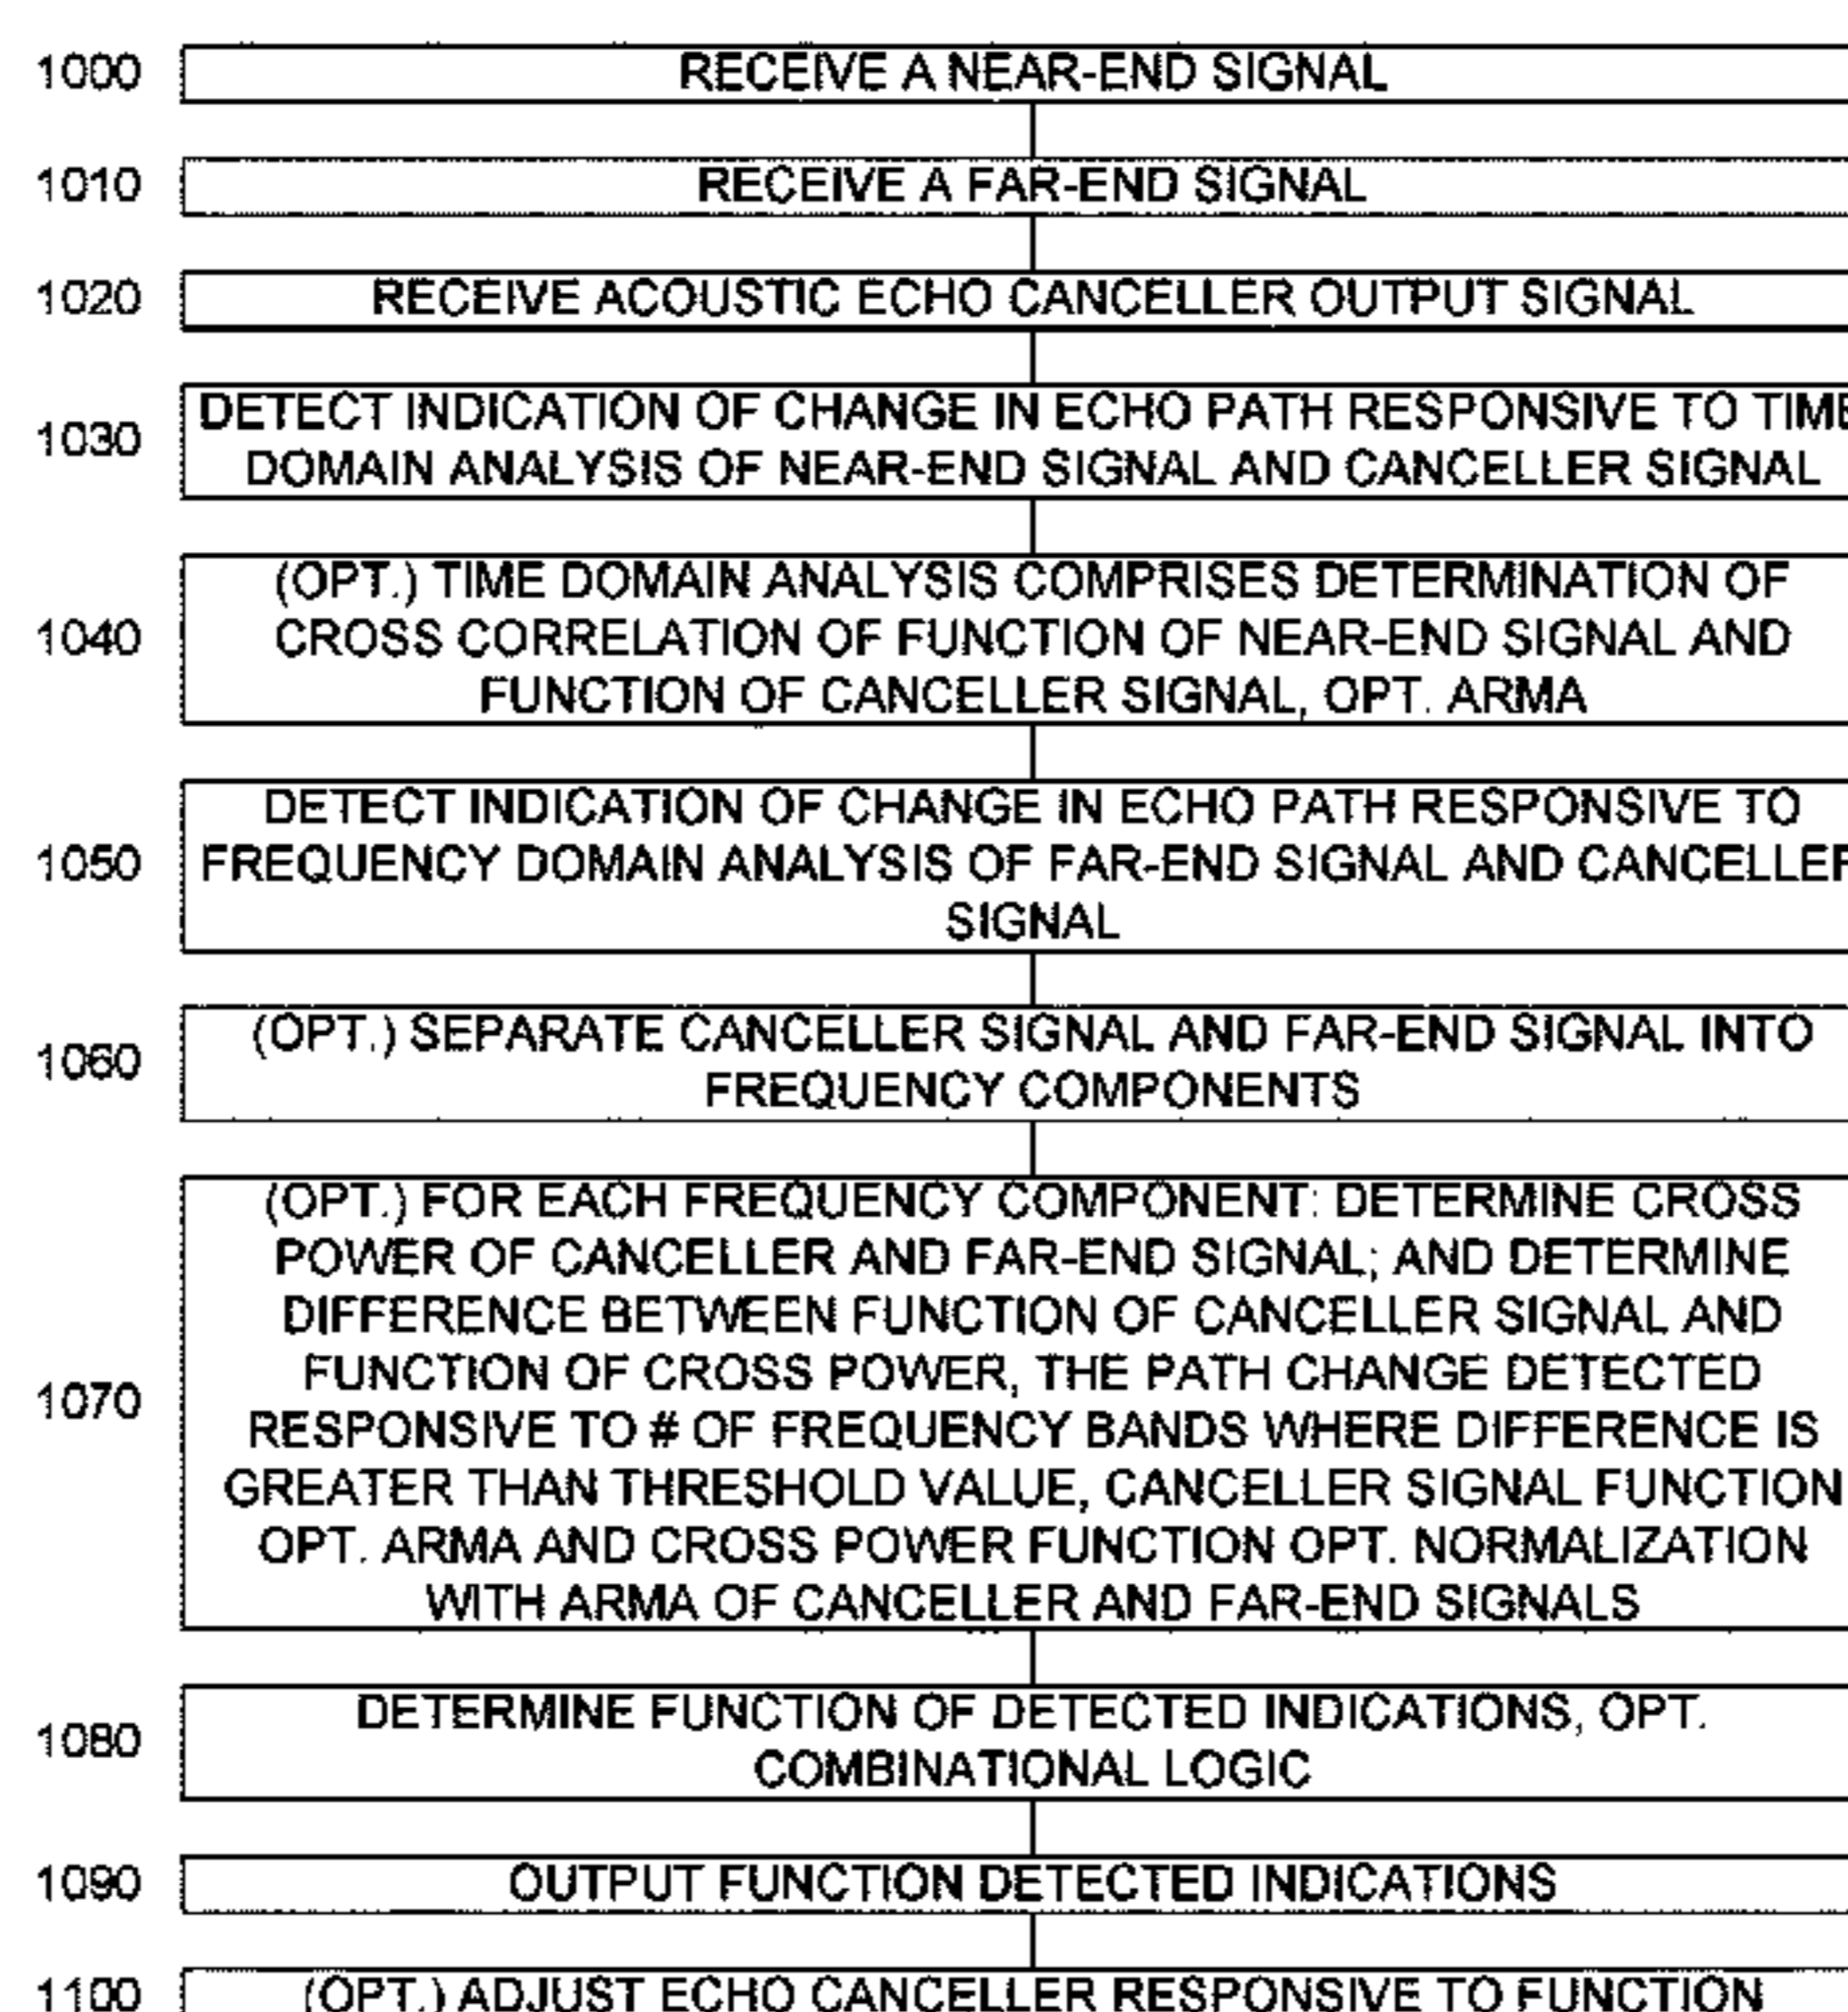 1000 RECEIVE A NEAR-END SIGNAL
1010 RECEIVE A FAR-END SIGNAL
1020 RECEIVE ACOUSTIC ECHO CANCELLER OUTPUT SIGNAL
DETECT INDICATION OF CHANGE IN ECHO PATH RESPONSIVE TO TIME
1030
DOMAIN ANALYSIS OF NEAR-END SIGNAL AND CANCELLER SIGNAL
(OPT.) TIME DOMAIN ANALYSIS COMPRISES DETERMINATION OF
1040 CROSS CORRELATION OF FUNCTION OF NEAR-END SIGNAL AND
FUNCTION OF CANCELLER SIGNAL, OPT. ARMA
DETECT INDICATION OF CHANGE IN ECHO PATH RESPONSIVE TO
1050 FREQUENCY DOMAIN ANALYSIS OF FAR-END SIGNAL AND CANCELLER
SIGNAL
(OPT.) SEPARATE CANCELLER SIGNAL AND FAR-END SIGNAL INTO
1060
FREQUENCY COMPONENTS
(OPT.) FOR EACH FREQUENCY COMPONENT: DETERMINE CROSS
POWER OF CANCELLER AND FAR-END SIGNAL; AND DETERMINE
DIFFERENCE BETWEEN FUNCTION OF CANCELLER SIGNAL AND
FUNCTION OF CROSS POWER, THE PATH CHANGE DETECTED
1070
RESPONSIVE TO # OF FREQUENCY BANDS WHERE DIFFERENCE IS
GREATER THAN THRESHOLD VALUE, CANCELLER SIGNAL FUNCTION
OPT. ARMA AND CROSS POWER FUNCTION OPT. NORMALIZATION
WITH ARMA OF CANCELLER AND FAR-END SIGNALS
DETERMINE FUNCTION OF DETECTED INDICATIONS, OPT.
1080
COMBINATIONAL LOGIC
1090 OUTPUT FUNCTION DETECTED INDICATIONS
1100 (OPT.) ADJUST ECHO CANCELLER RESPONSIVE TO FUNCTION